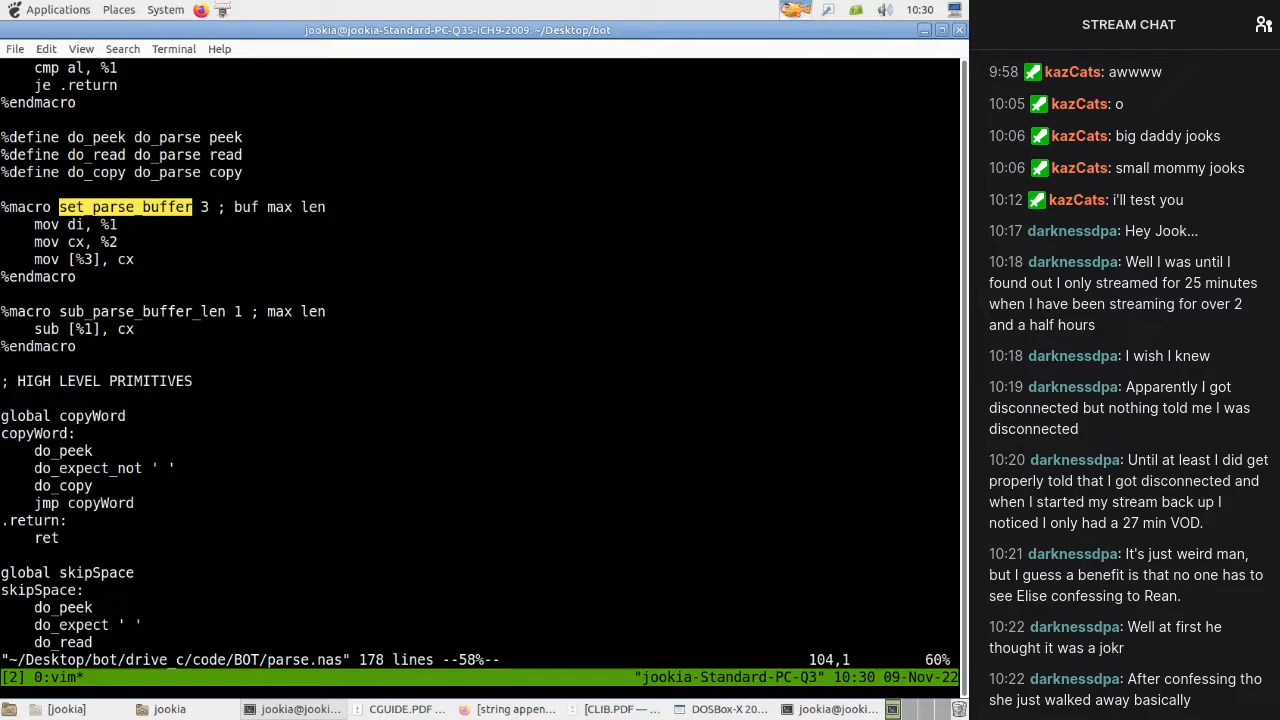 Applications Places System 10:30
jookia@jookia-Standard-PC-Q35-ICH9-2009: ~/Desktop/bot
File Edit View Search Terminal Help
cmp al, %1
je .return
%endmacro
%define do_peek do_parse peek
%define do_read do_parse read
%define do_copy do_parse copy
%macro set_parse_buffer 3 ; buf max len
mov di, %1
mov cx, %2
mov [%3], cx
%endmacro
%macro sub_parse_buffer_len 1 ; max len
sub [%1], cx
%endmacro
; HIGH LEVEL PRIMITIVES
global copyWord
copyWord:
do_peek
do_expect_not ' '
do_copy
jmp copyWord
.return:
ret
global skipSpace
skipSpace:
do_peek
do_expect ' '
do_read
"~/Desktop/bot/drive_c/code/BOT/parse.nas" 178 lines --58%-- 104,1 60%
[2] 0:vim* "jookia-Standard-PC-Q3" 10:30 09-Nov-22
[jookia] jookia jookia@jooki... CGUIDE.PDF ... [string appen... [CLIB.PDF —... DOSBox-X 20... jookia@jooki...
STREAM CHAT
9:58 kazCats: awwww
10:05 kazCats: o
10:06 kazCats: big daddy jooks
10:06 kazCats: small mommy jooks
10:12 kazCats: i'll test you
10:17 darknessdpa: Hey Jook...
10:18 darknessdpa: Well I was until I
found out I only streamed for 25 minutes
when I have been streaming for over 2
and a half hours
10:18 darknessdpa: I wish I knew
10:19 darknessdpa: Apparently I got
disconnected but nothing told me I was
disconnected
10:20 darknessdpa: Until at least I did get
properly told that I got disconnected and
when I started my stream back up I
noticed I only had a 27 min VOD.
10:21 darknessdpa: It's just weird man,
but I guess a benefit is that no one has to
see Elise confessing to Rean.
10:22 darknessdpa: Well at first he
thought it was a jokr
10:22 darknessdpa: After confessing tho
she just walked away basically